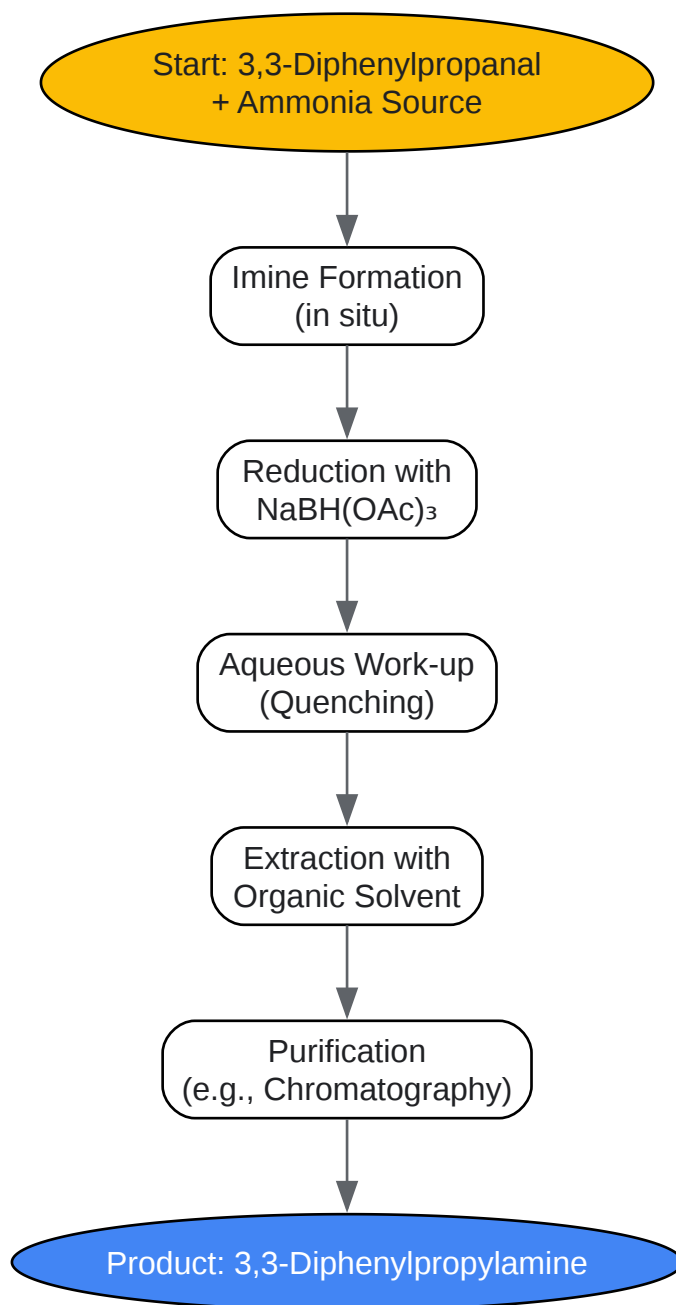 Start: 3,3-Diphenylpropanal
+ Ammonia Source
Imine Formation
(in situ)
Reduction with
NaBH(OAc)₃
Aqueous Work-up
(Quenching)
Extraction with
Organic Solvent
Purification
(e.g., Chromatography)
Product: 3,3-Diphenylpropylamine